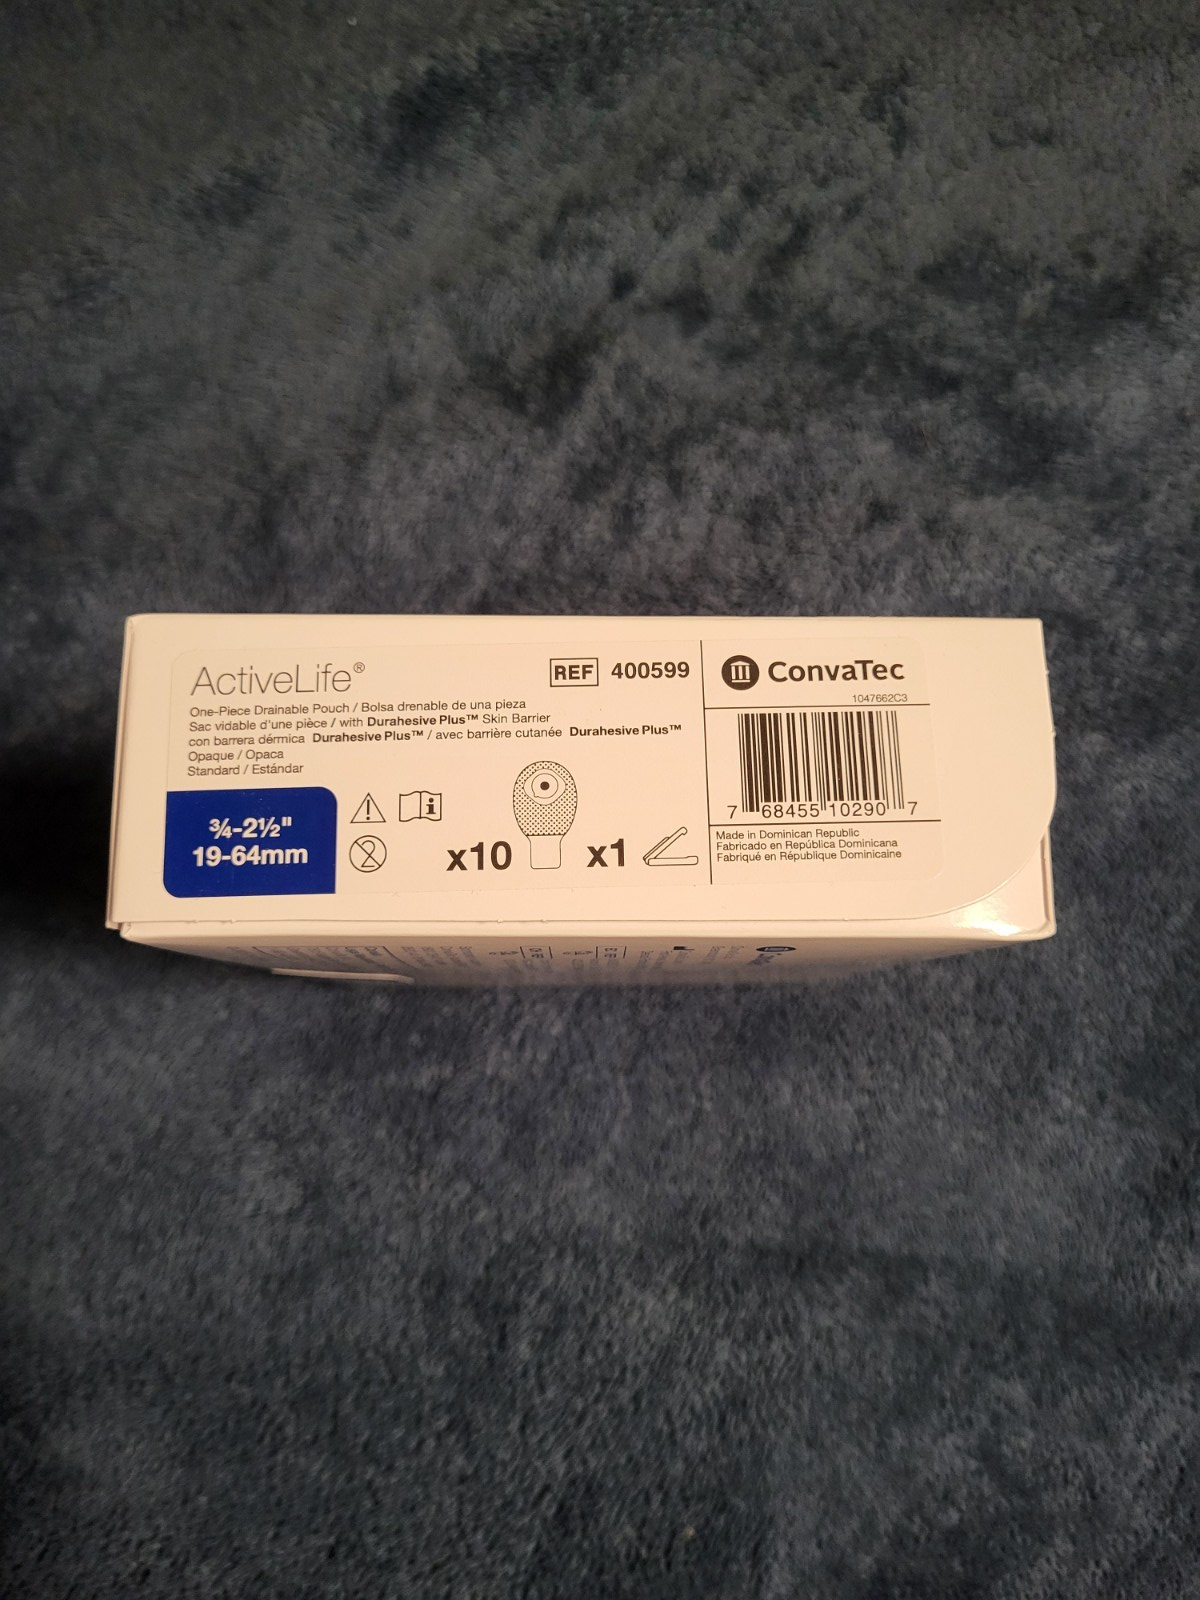 ActiveLife®
REF 400599
One-Piece Drainable Pouch / Bolsa drenable de una pieza
Sac vidable d'une pièce / with Durahesive Plus™ Skin Barrier
con barrera dérmica Durahesive Plus™ / avec barrière cutanée Durahesive Plus™
Opaque / Opaca
Standard / Estándar
¾-2½"
19-64mm
2
x10
x1
ConvaTec
1047662C3
7 68455 10290 7
Made in Dominican Republic
Fabricado en República Dominicana
Fabriqué en République Dominicaine